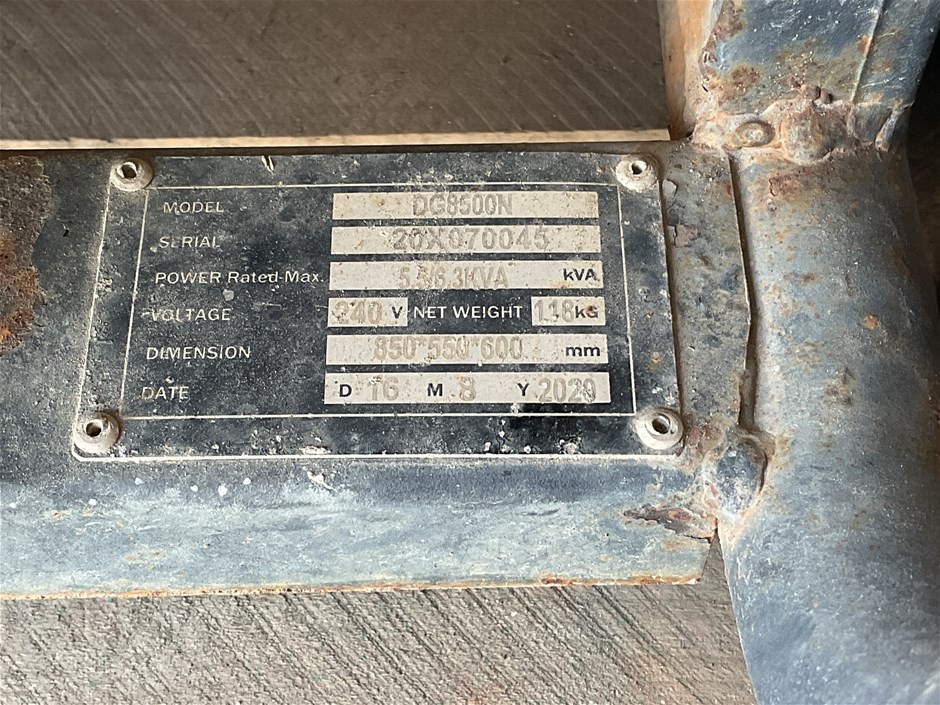 MODEL DG8500N
SERIAL 20X070045
POWER Rated-Max. 5.5/6.3KVA kVA
VOLTAGE 240 V NET WEIGHT 118 KG
DIMENSION 850*550*600 mm
DATE D 16 M 8 Y 2020